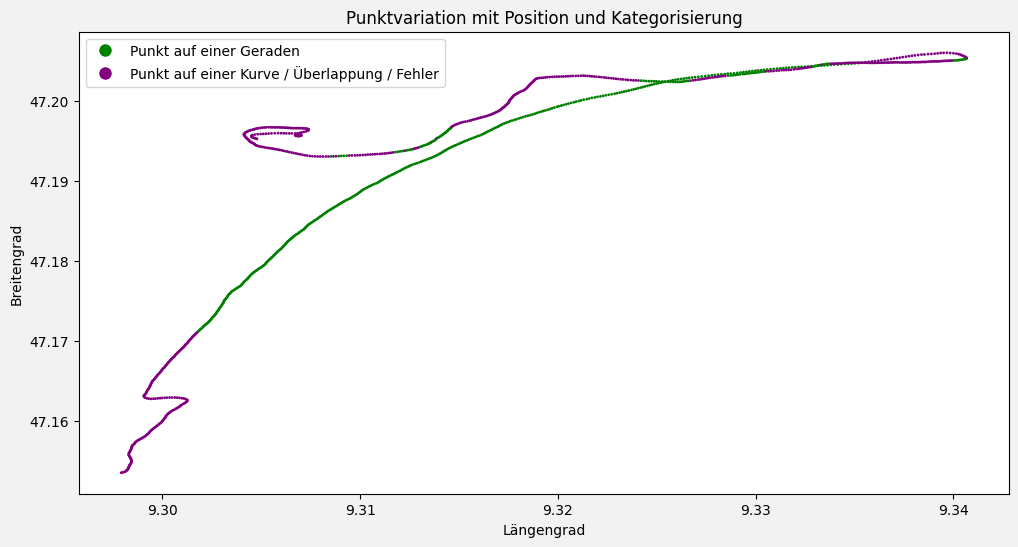 Punktvariation mit Position und Kategorisierung
Punkt auf einer Geraden
Punkt auf einer Kurve / Überlappung / Fehler
47.20
47.19
47.18
47.17
47.16
Breitengrad
9.30 9.31 9.32 9.33 9.34
Längengrad